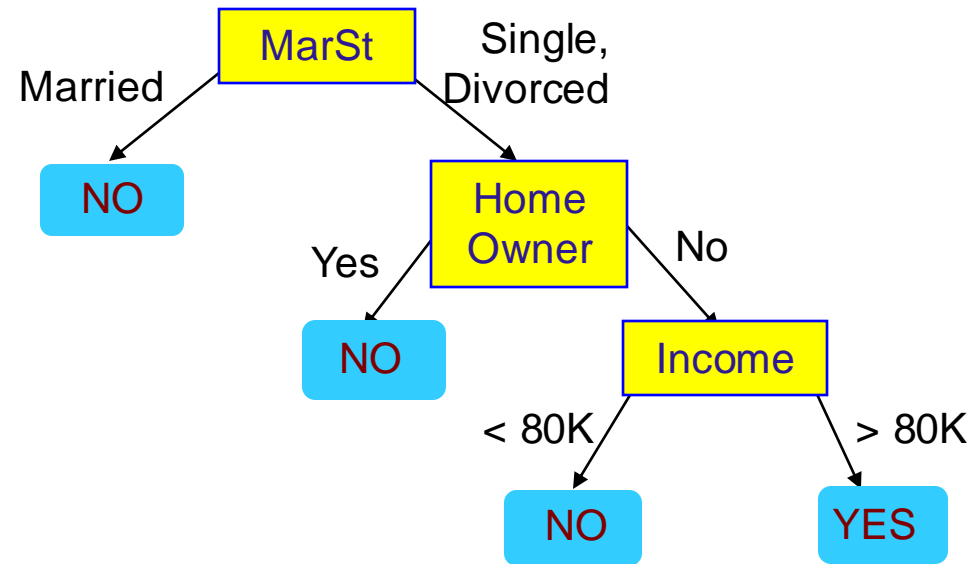 MarSt
Single,
Divorced
Married
NO
Home
Owner
Yes
No
NO
Income
< 80K
> 80K
NO
YES